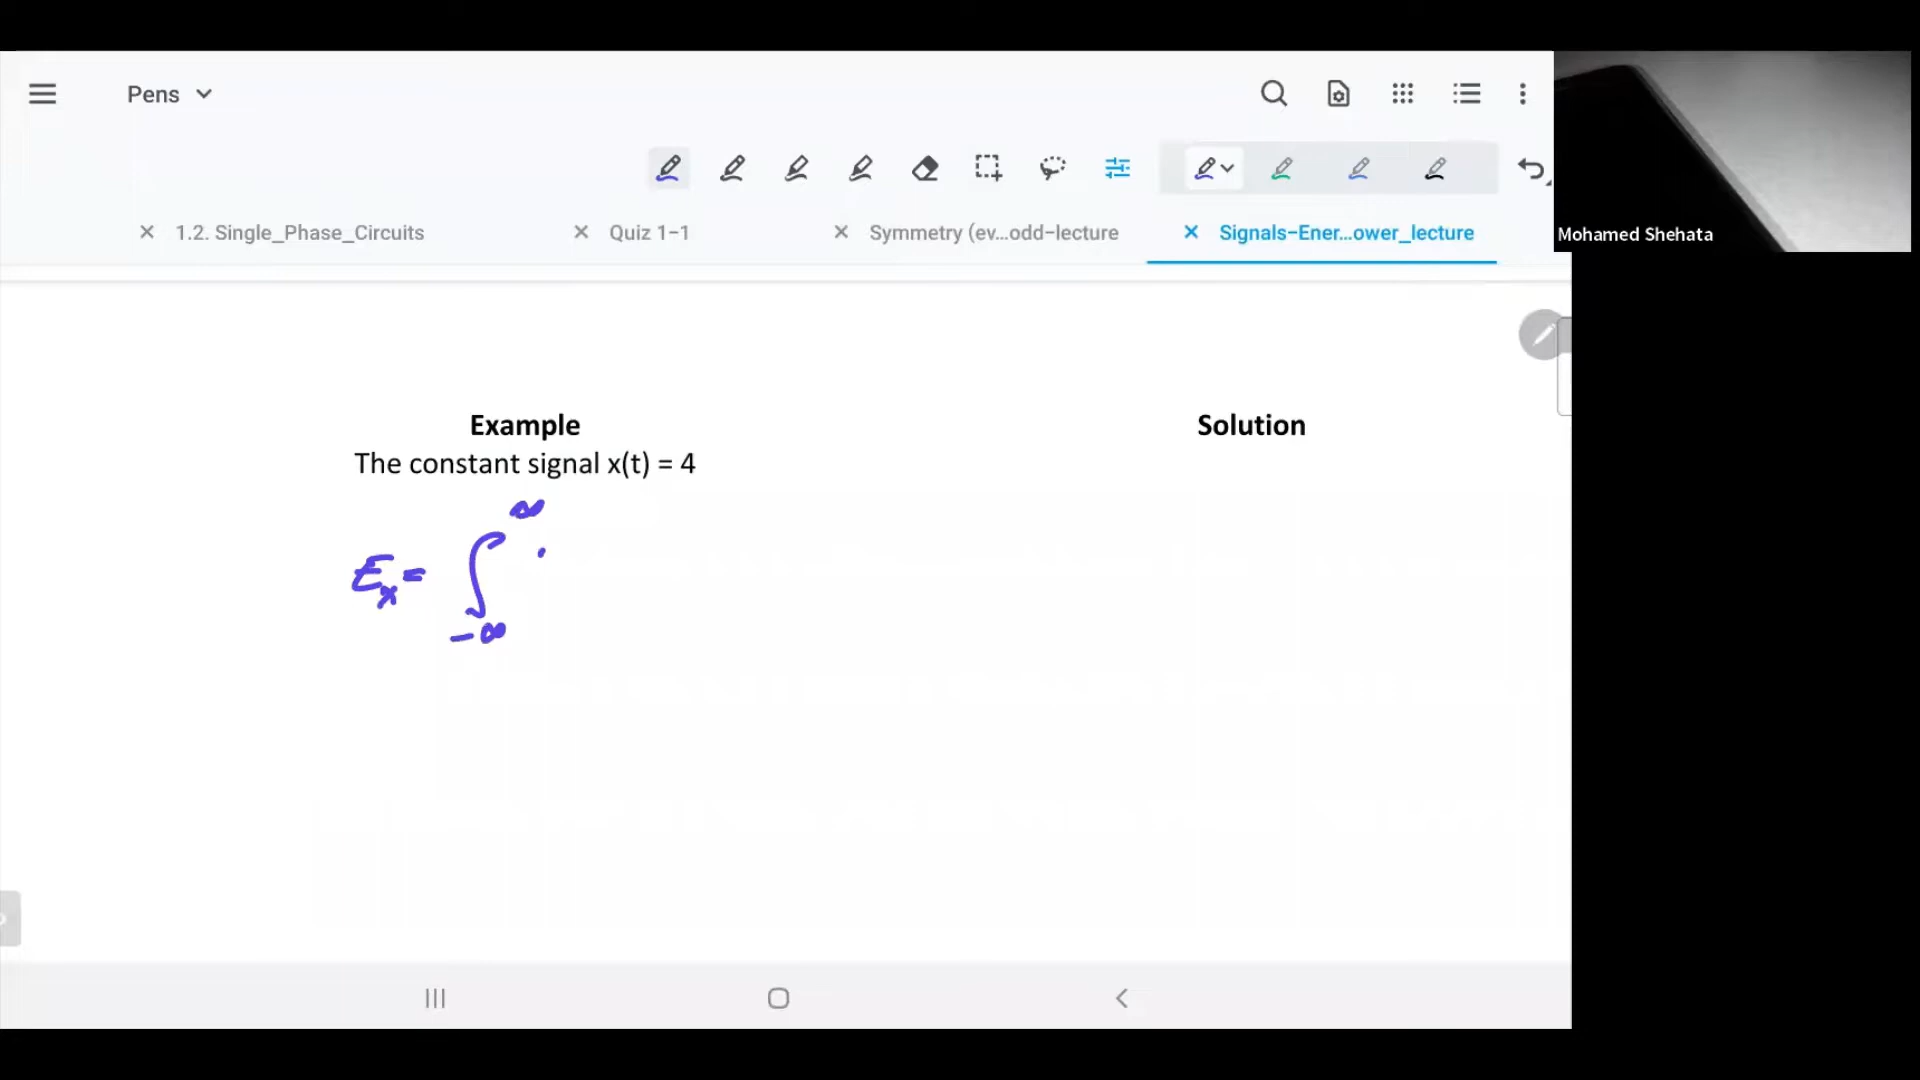 Pens
1.2. Single_Phase_Circuits
Quiz 1-1
Symmetry (ev...odd-lecture
Signals-Ener...ower_lecture
Mohamed Shehata
Example
Solution
The constant signal x(t) = 4
∞
Ex = ∫
-∞